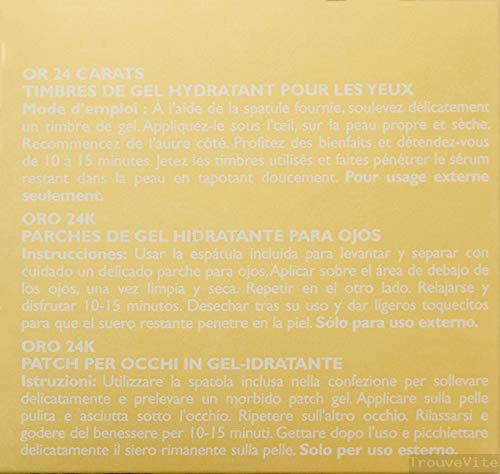 OR 24 CARATS
TIMBRES DE GEL HYDRATANT POUR LES YEUX
Mode d'emploi : À l'aide de la spatule fournie, soulevez délicatement
un timbre de gel. Appliquez-le sous l'œil, sur la peau propre et sèche.
Recommencez de l'autre côté. Profitez des bienfaits et détendez-vous
de 10 à 15 minutes. Jetez les timbres utilisés et faites pénétrer le sérum
restant dans la peau en tapotant doucement. Pour usage externe
seulement.
ORO 24K
PARCHES DE GEL HIDRATANTE PARA OJOS
Instrucciones: Usar la espátula incluida para levantar y separar con
cuidado un delicado parche para ojos. Aplicar sobre el área de debajo de
los ojos, una vez limpia y seca. Repetir en el otro lado. Relajarse y
disfrutar 10-15 minutos. Desechar tras su uso y dar ligeros toquecitos
para que el suero restante penetre en la piel. Sólo para uso externo.
ORO 24K
PATCH PER OCCHI IN GEL-IDRATANTE
Istruzioni: Utilizzare la spatola inclusa nella confezione per sollevare
delicatamente e prelevare un morbido patch gel. Applicare sulla pelle
pulita e asciutta sotto l'occhio. Ripetere sull'altro occhio. Rilassarsi e
godere del benessere per 10-15 minuti. Gettare dopo l'uso e picchiettare
delicatamente il siero rimanente sulla pelle. Solo per uso esterno.
TrouveVite